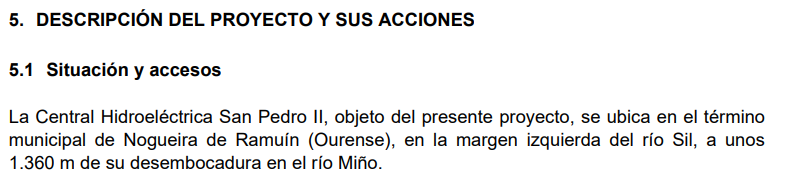 5. DESCRIPCIÓN DEL PROYECTO Y SUS ACCIONES
5.1 Situación y accesos
La Central Hidroeléctrica San Pedro II, objeto del presente proyecto, se ubica en el término
municipal de Nogueira de Ramuín (Ourense), en la margen izquierda del río Sil, a unos
1.360 m de su desembocadura en el río Miño.